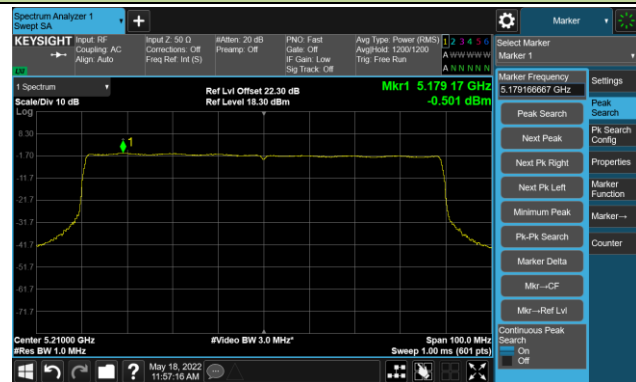 Spectrum Analyzer 1
Swept SA
Marker
KEYSIGHT
Input: RF
Coupling: AC
Align: Auto
Input Z: 50 Ω
Corrections: Off
Freq Ref: Int (S)
#Atten: 20 dB
Preamp: Off
PNO: Fast
Gate: Off
IF Gain: Low
Sig Track: Off
Avg Type: Power (RMS)
Avg|Hold: 1200/1200
Trig: Free Run
1 2 3 4 5 6
A W W W W W
A N N N N N
LW
Select Marker
Marker 1
1 Spectrum
Scale/Div 10 dB
Log
Ref Lvl Offset 22.30 dB
Ref Level 18.30 dBm
Mkr1 5.179 17 GHz
-0.501 dBm
Marker Frequency
5.179166667 GHz
Settings
Peak Search
Next Peak
Next Pk Right
Next Pk Left
Minimum Peak
Pk-Pk Search
Marker Delta
Mkr→CF
Mkr→Ref Lvl
Continuous Peak
Search
On
Off
Peak
Search
Pk Search
Config
Properties
Marker
Function
Marker→
Counter
8.30
-1.70
-11.7
-21.7
-31.7
-41.7
-51.7
-61.7
-71.7
1
Center 5.21000 GHz
#Res BW 1.0 MHz
#Video BW 3.0 MHz*
Span 100.0 MHz
Sweep 1.00 ms (601 pts)
May 18, 2022
11:57:16 AM